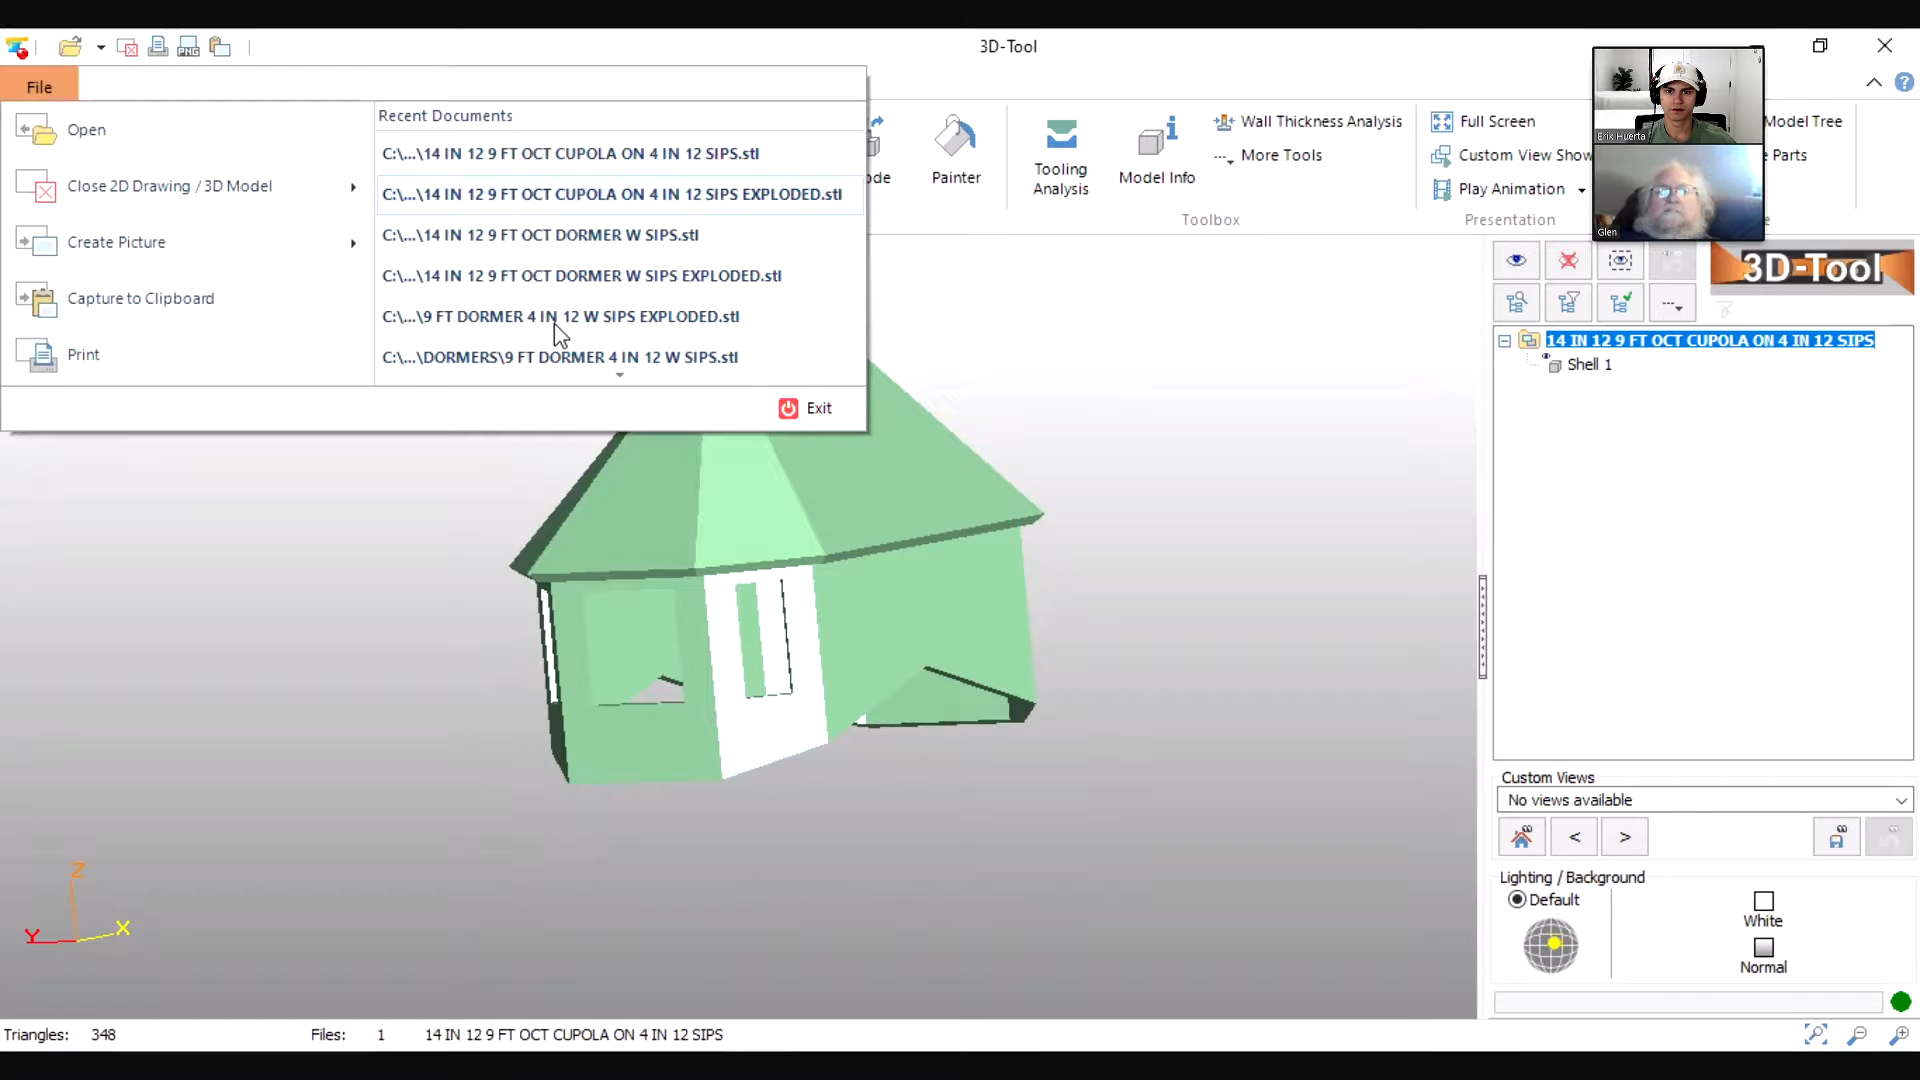 3D-Tool
File
Open
Close 2D Drawing / 3D Model
Create Picture
Capture to Clipboard
Print
Recent Documents
C:\...\14 IN 12 9 FT OCT CUPOLA ON 4 IN 12 SIPS.stl
C:\...\14 IN 12 9 FT OCT CUPOLA ON 4 IN 12 SIPS EXPLODED.stl
C:\...\14 IN 12 9 FT OCT DORMER W SIPS.stl
C:\...\14 IN 12 9 FT OCT DORMER W SIPS EXPLODED.stl
C:\...\9 FT DORMER 4 IN 12 W SIPS EXPLODED.stl
C:\...\DORMERS\9 FT DORMER 4 IN 12 W SIPS.stl
Exit
ode
Painter
Tooling
Analysis
Model Info
Wall Thickness Analysis
More Tools
Toolbox
Full Screen
Custom View Show
Play Animation
Presentation
Model Tree
Parts
Erik Huerta
Glen
PNG
3D-Tool
14 IN 12 9 FT OCT CUPOLA ON 4 IN 12 SIPS
Shell 1
Custom Views
No views available
< >
Lighting / Background
Default
White
Normal
Z
Y X
Triangles: 348 Files: 1 14 IN 12 9 FT OCT CUPOLA ON 4 IN 12 SIPS